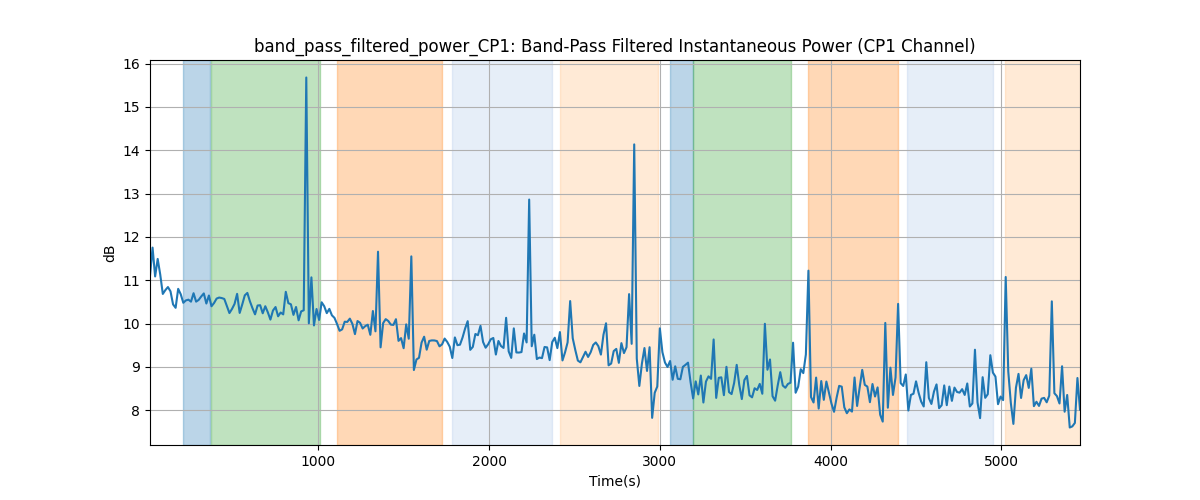 band_pass_filtered_power_CP1: Band-Pass Filtered Instantaneous Power (CP1 Channel)
16
15
14
13
12
11
10
9
8
dB
1000 2000 3000 4000 5000
Time(s)